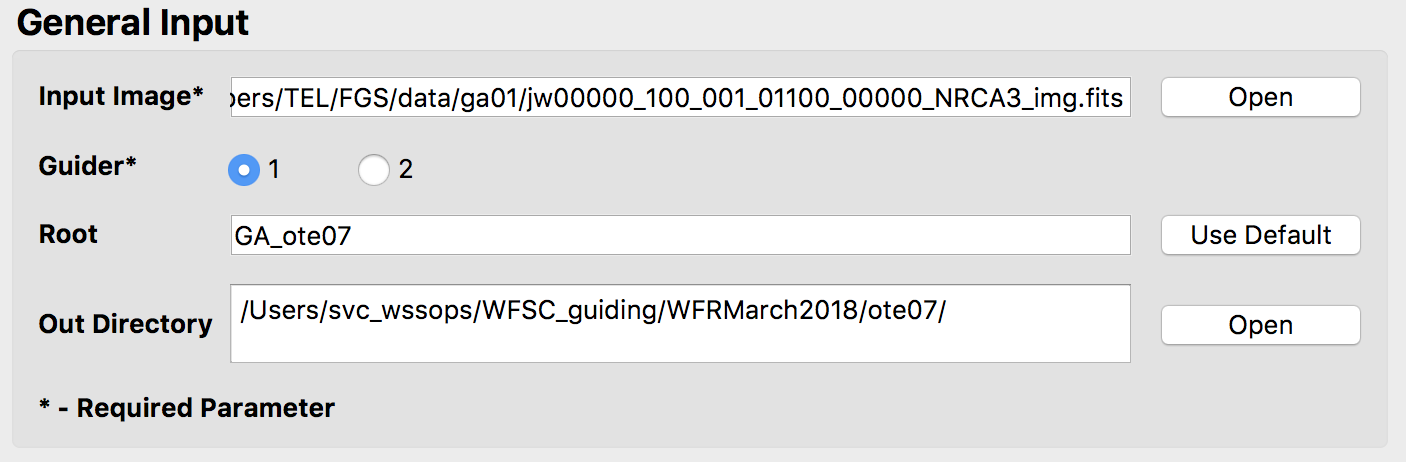 General Input
Input Image* bers/TEL/FGS/data/ga01/jw00000_100_001_01100_00000_NRCA3_img.fits Open
Guider* 1 2
Root GA_ote07 Use Default
Out Directory /Users/svc_wssops/WFSC_guiding/WFRMarch2018/ote07/ Open
* - Required Parameter